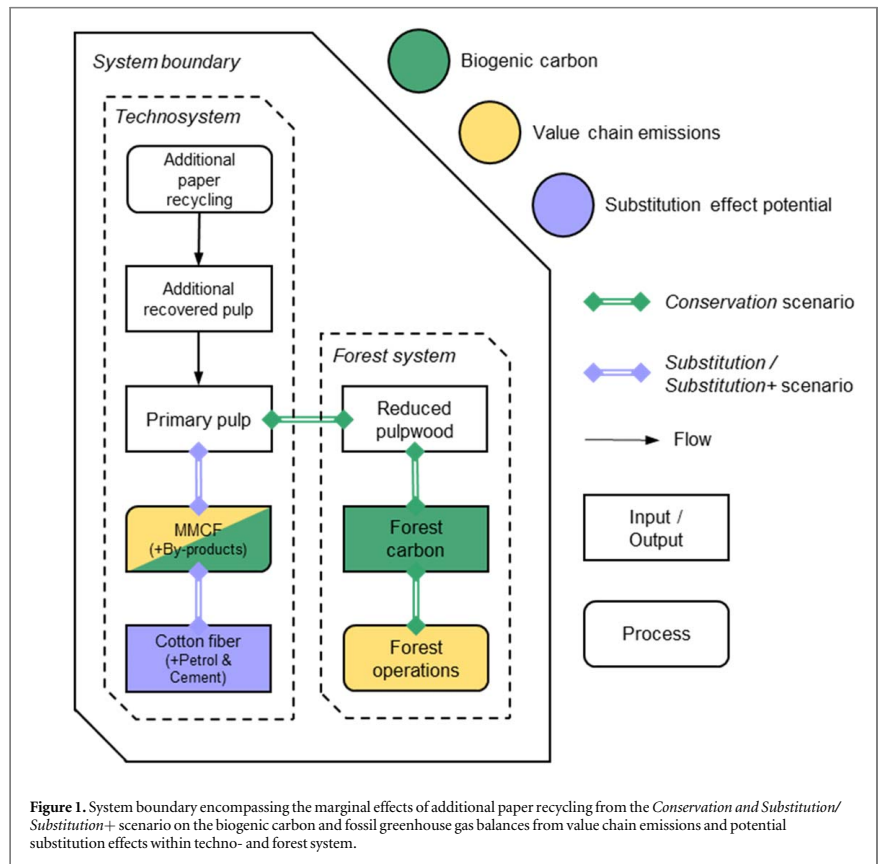 System boundary
Technosystem
Additional
paper
recycling
Additional
recovered pulp
Primary pulp
MMCF
(+By-products)
Cotton fiber
(+Petrol &
Cement)
Forest system
Reduced
pulpwood
Forest
carbon
Forest
operations
Biogenic carbon
Value chain emissions
Substitution effect potential
Conservation scenario
Substitution /
Substitution+ scenario
Flow
Input /
Output
Process
Figure 1. System boundary encompassing the marginal effects of additional paper recycling from the Conservation and Substitution/
Substitution+ scenario on the biogenic carbon and fossil greenhouse gas balances from value chain emissions and potential
substitution effects within techno- and forest system.